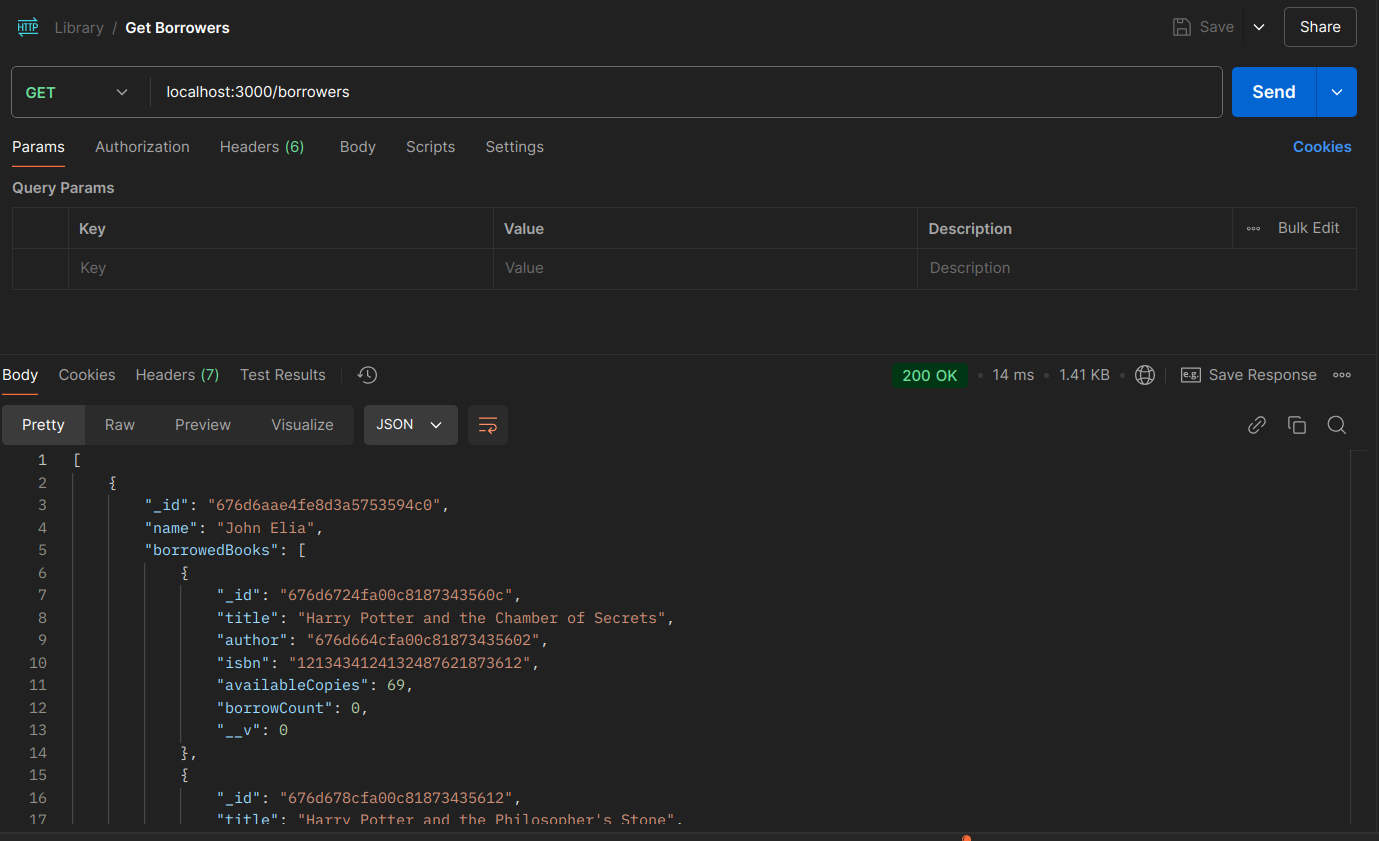 HTTP Library / Get Borrowers Save Share
GET localhost:3000/borrowers Send
Params Authorization Headers (6) Body Scripts Settings Cookies
Query Params
Key Value Description Bulk Edit
Key Value Description
Body Cookies Headers (7) Test Results 200 OK 14 ms 1.41 KB e.g. Save Response
Pretty Raw Preview Visualize JSON
1 [
2 {
3 "_id": "676d6aae4fe8d3a5753594c0",
4 "name": "John Elia",
5 "borrowedBooks": [
6 {
7 "_id": "676d6724fa00c8187343560c",
8 "title": "Harry Potter and the Chamber of Secrets",
9 "author": "676d664cfa00c81873435602",
10 "isbn": "1213434124132487621873612",
11 "availableCopies": 69,
12 "borrowCount": 0,
13 "__v": 0
14 },
15 {
16 "_id": "676d678cfa00c81873435612",
17 "title": "Harry Potter and the Philosopher's Stone",